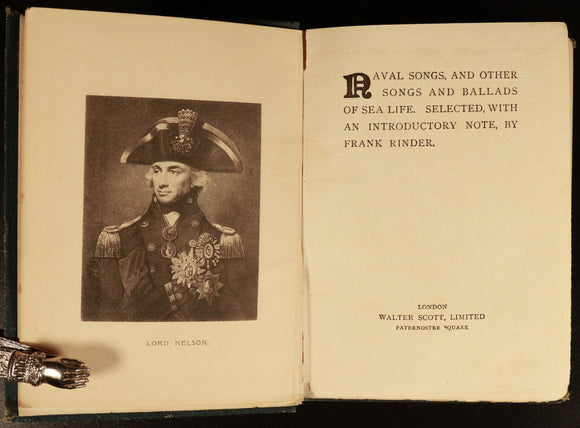 LORD NELSON.
NAVAL SONGS, AND OTHER
SONGS AND BALLADS
OF SEA LIFE. SELECTED, WITH
AN INTRODUCTORY NOTE, BY
FRANK RINDER.
LONDON
WALTER SCOTT, LIMITED
PATERNOSTER SQUARE